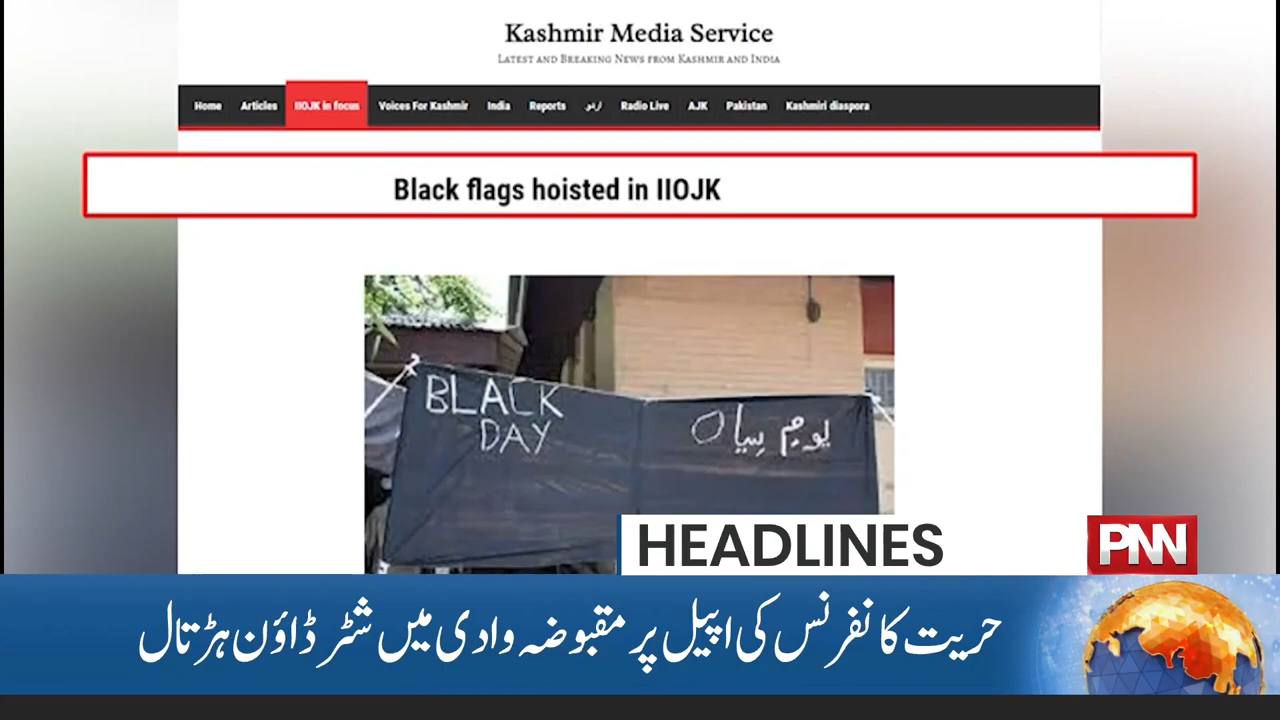 Kashmir Media Service
Latest and Breaking News from Kashmir and India
Home Articles IIOJK in focus Voices For Kashmir India Reports اردو Radio Live AJK Pakistan Kashmiri diaspora
Black flags hoisted in IIOJK
BLACK
DAY
یوم سیاہ
HEADLINES
PNN
حریت کانفرنس کی اپیل پر مقبوضہ وادی میں شٹر ڈاؤن ہڑتال